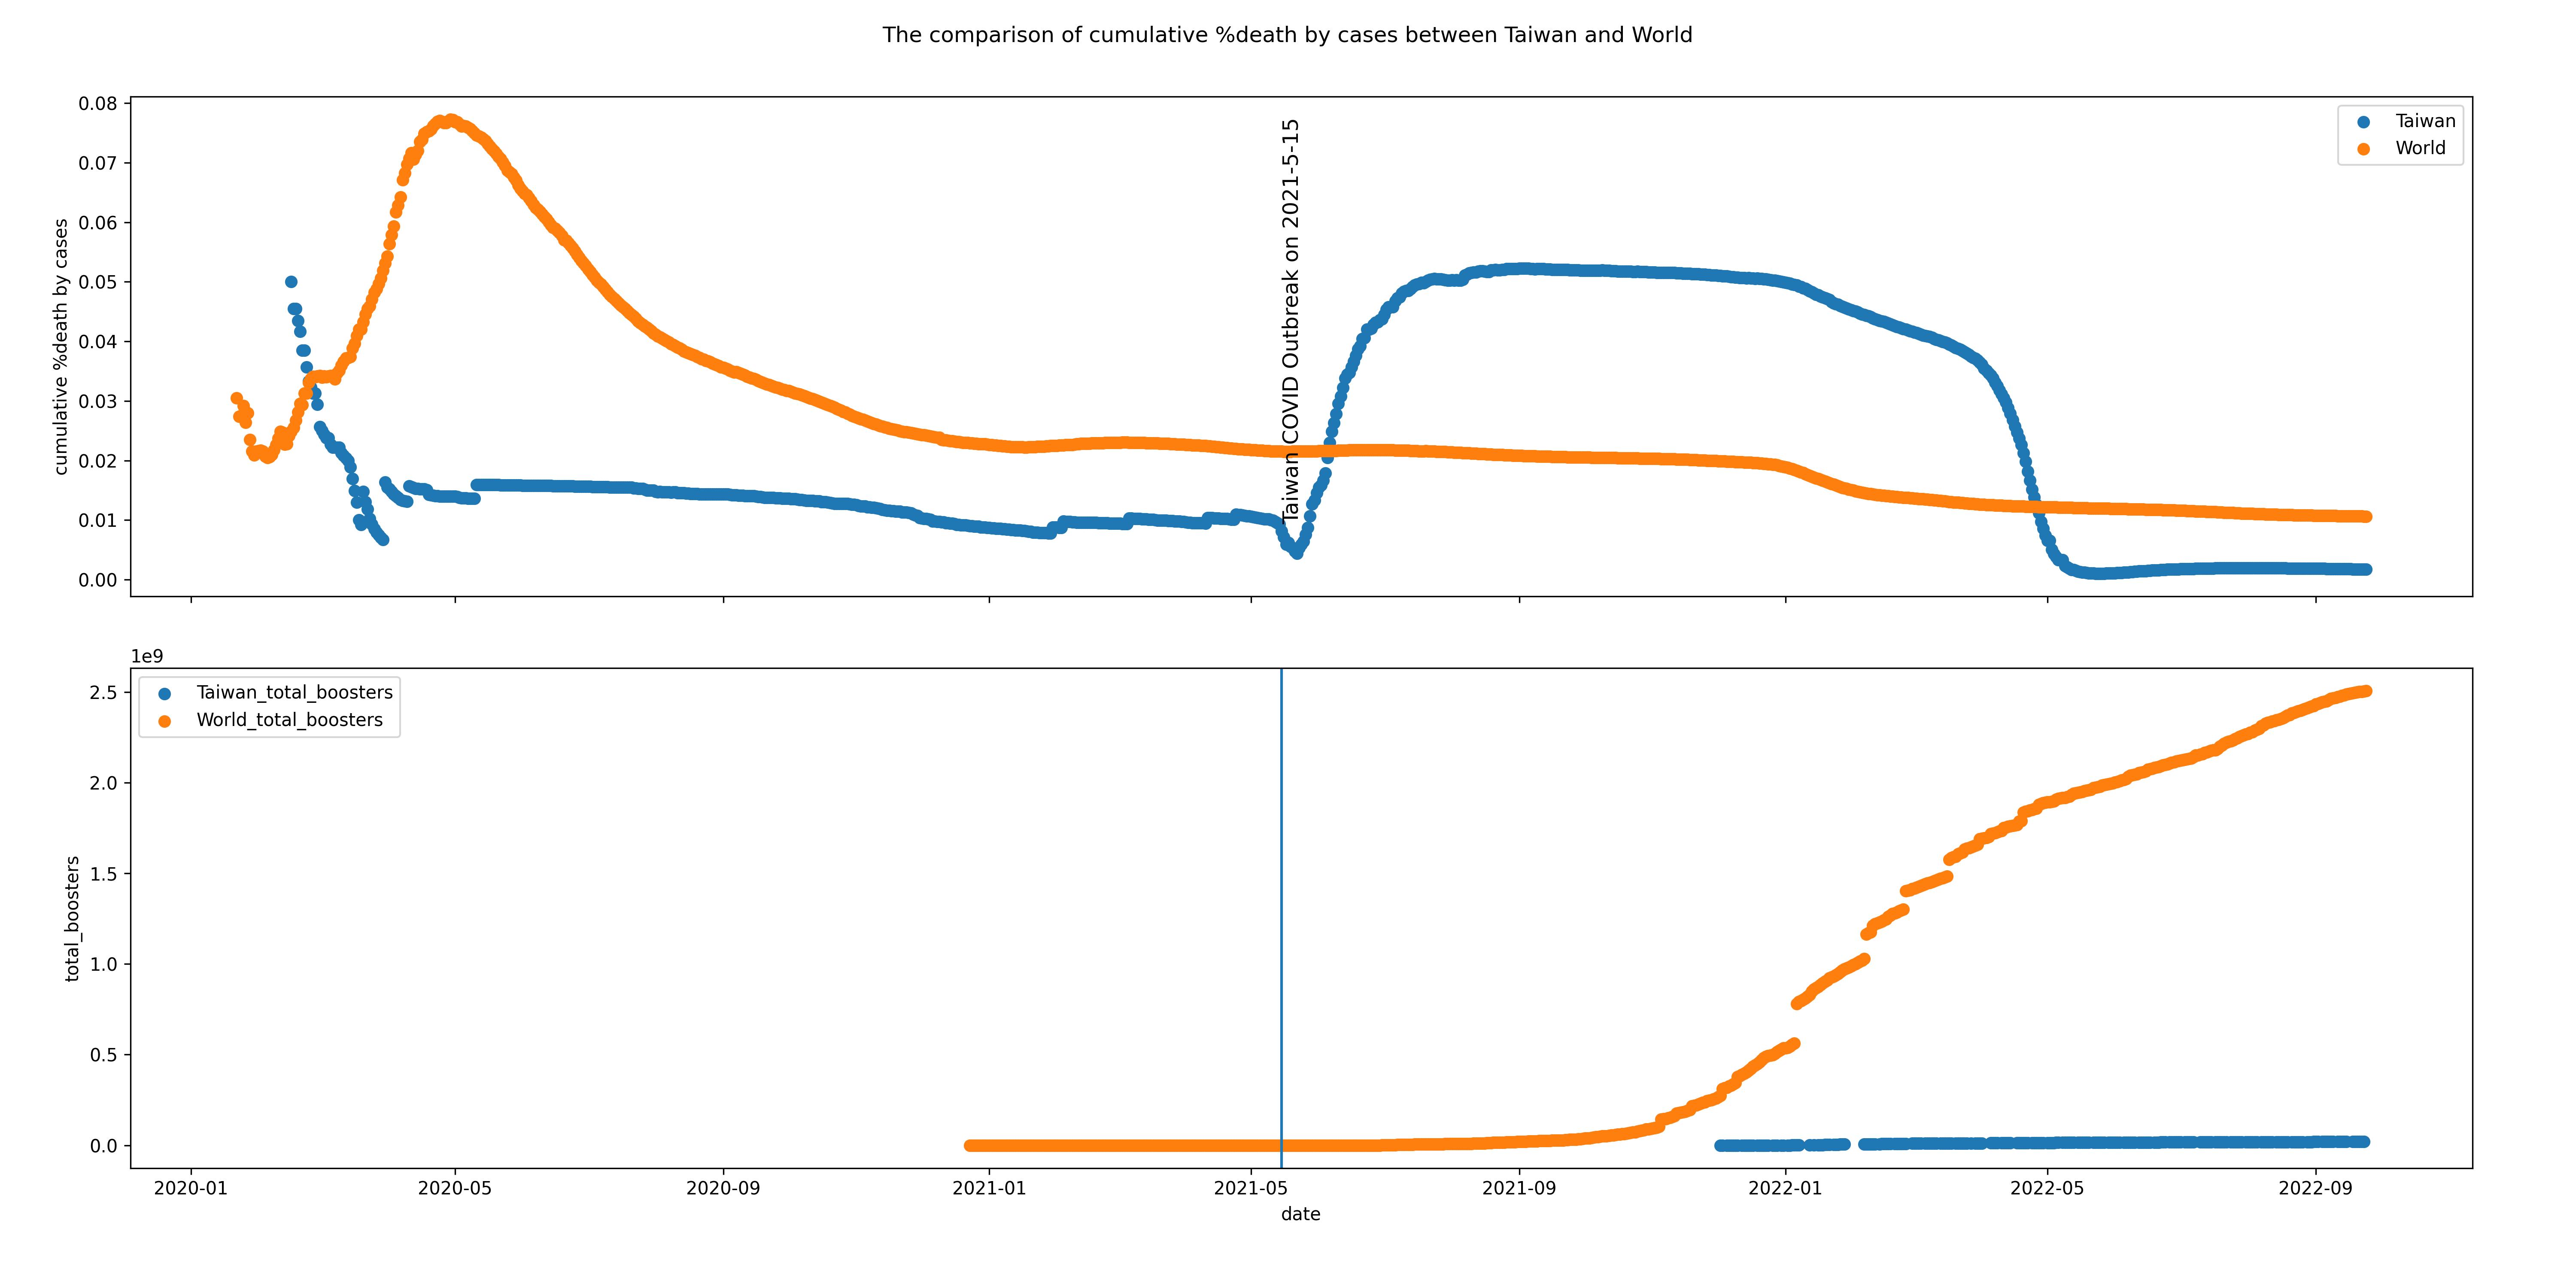 The comparison of cumulative %death by cases between Taiwan and World
0.08
0.07
0.06
0.05
0.04
0.03
0.02
0.01
0.00
cumulative %death by cases
Taiwan COVID Outbreak on 2021-5-15
Taiwan
World
1e9
2.5
2.0
1.5
1.0
0.5
0.0
total_boosters
Taiwan_total_boosters
World_total_boosters
2020-01 2020-05 2020-09 2021-01 2021-05 2021-09 2022-01 2022-05 2022-09
date